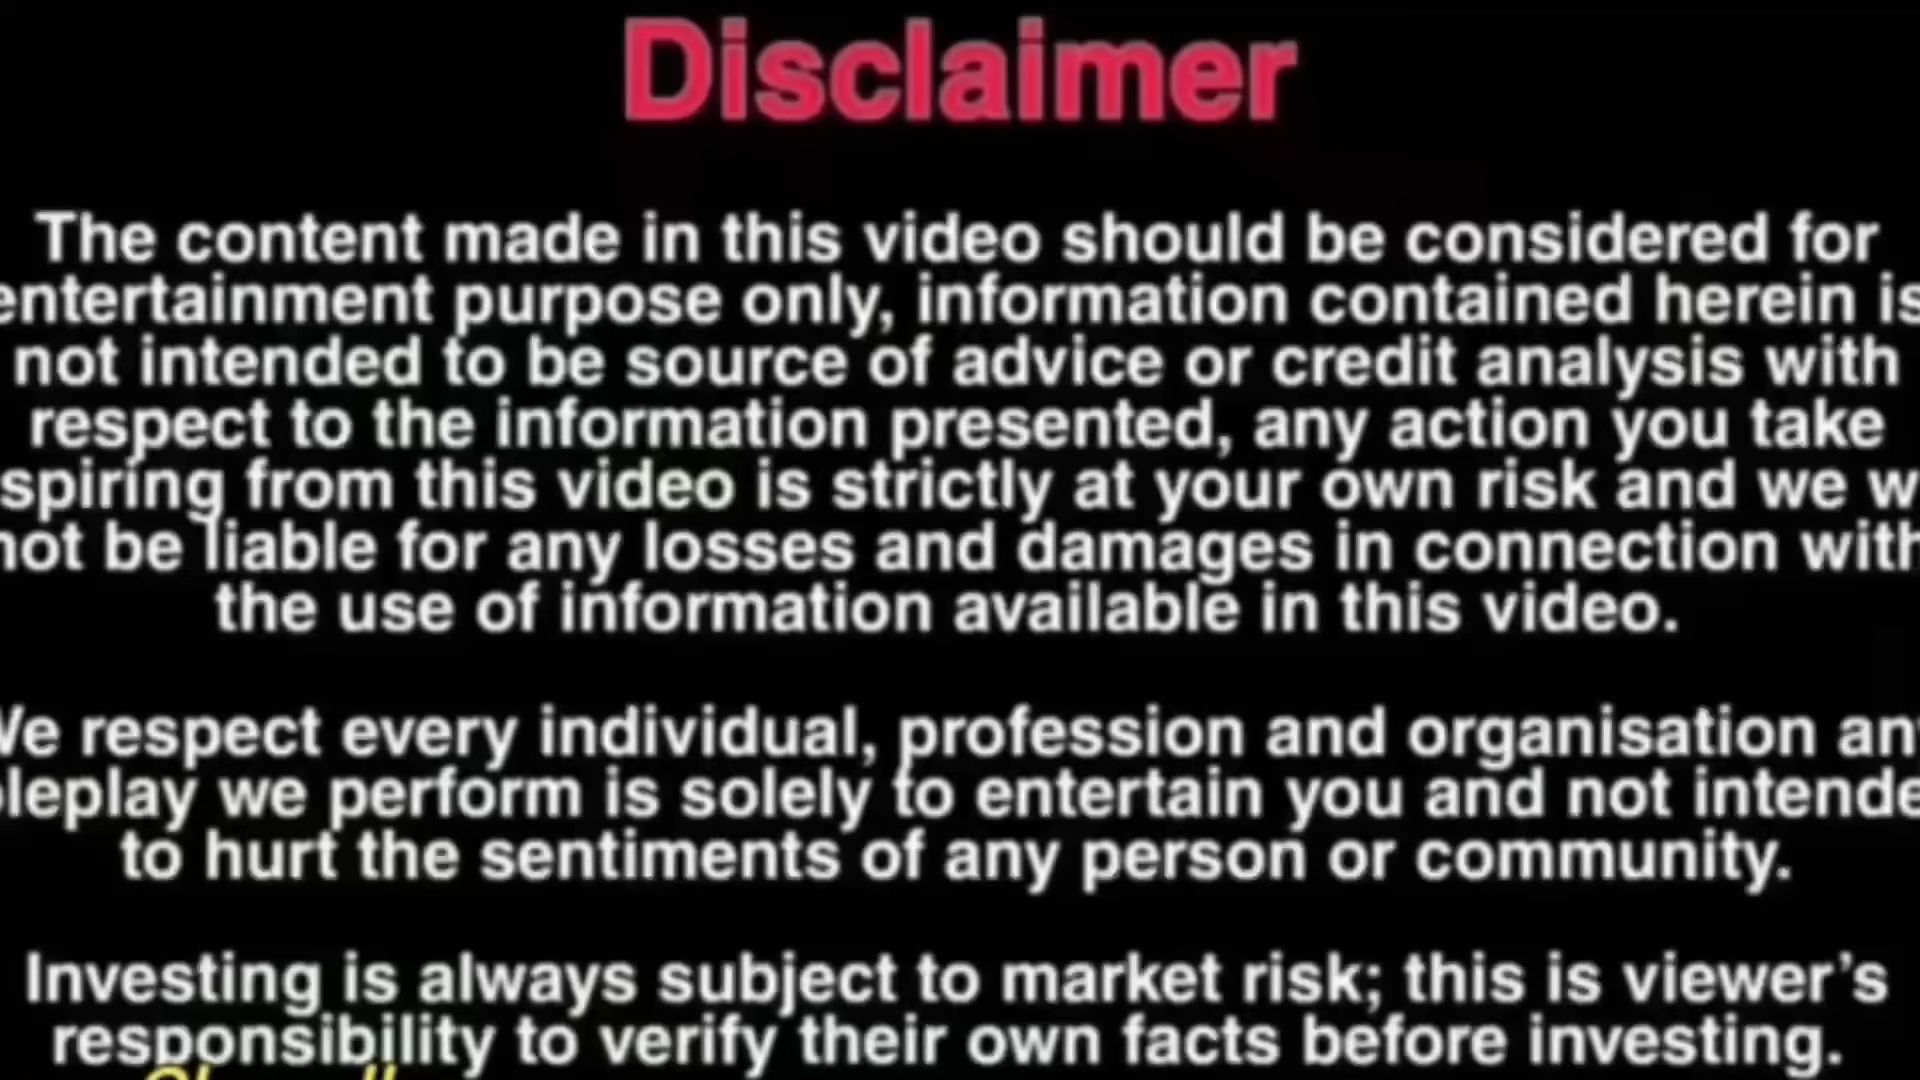 Disclaimer
The content made in this video should be considered for
entertainment purpose only, information contained herein is
not intended to be source of advice or credit analysis with
respect to the information presented, any action you take
spiring from this video is strictly at your own risk and we w
not be liable for any losses and damages in connection with
the use of information available in this video.
We respect every individual, profession and organisation any
oleplay we perform is solely to entertain you and not intende
to hurt the sentiments of any person or community.
Investing is always subject to market risk; this is viewer’s
responsibility to verify their own facts before investing.